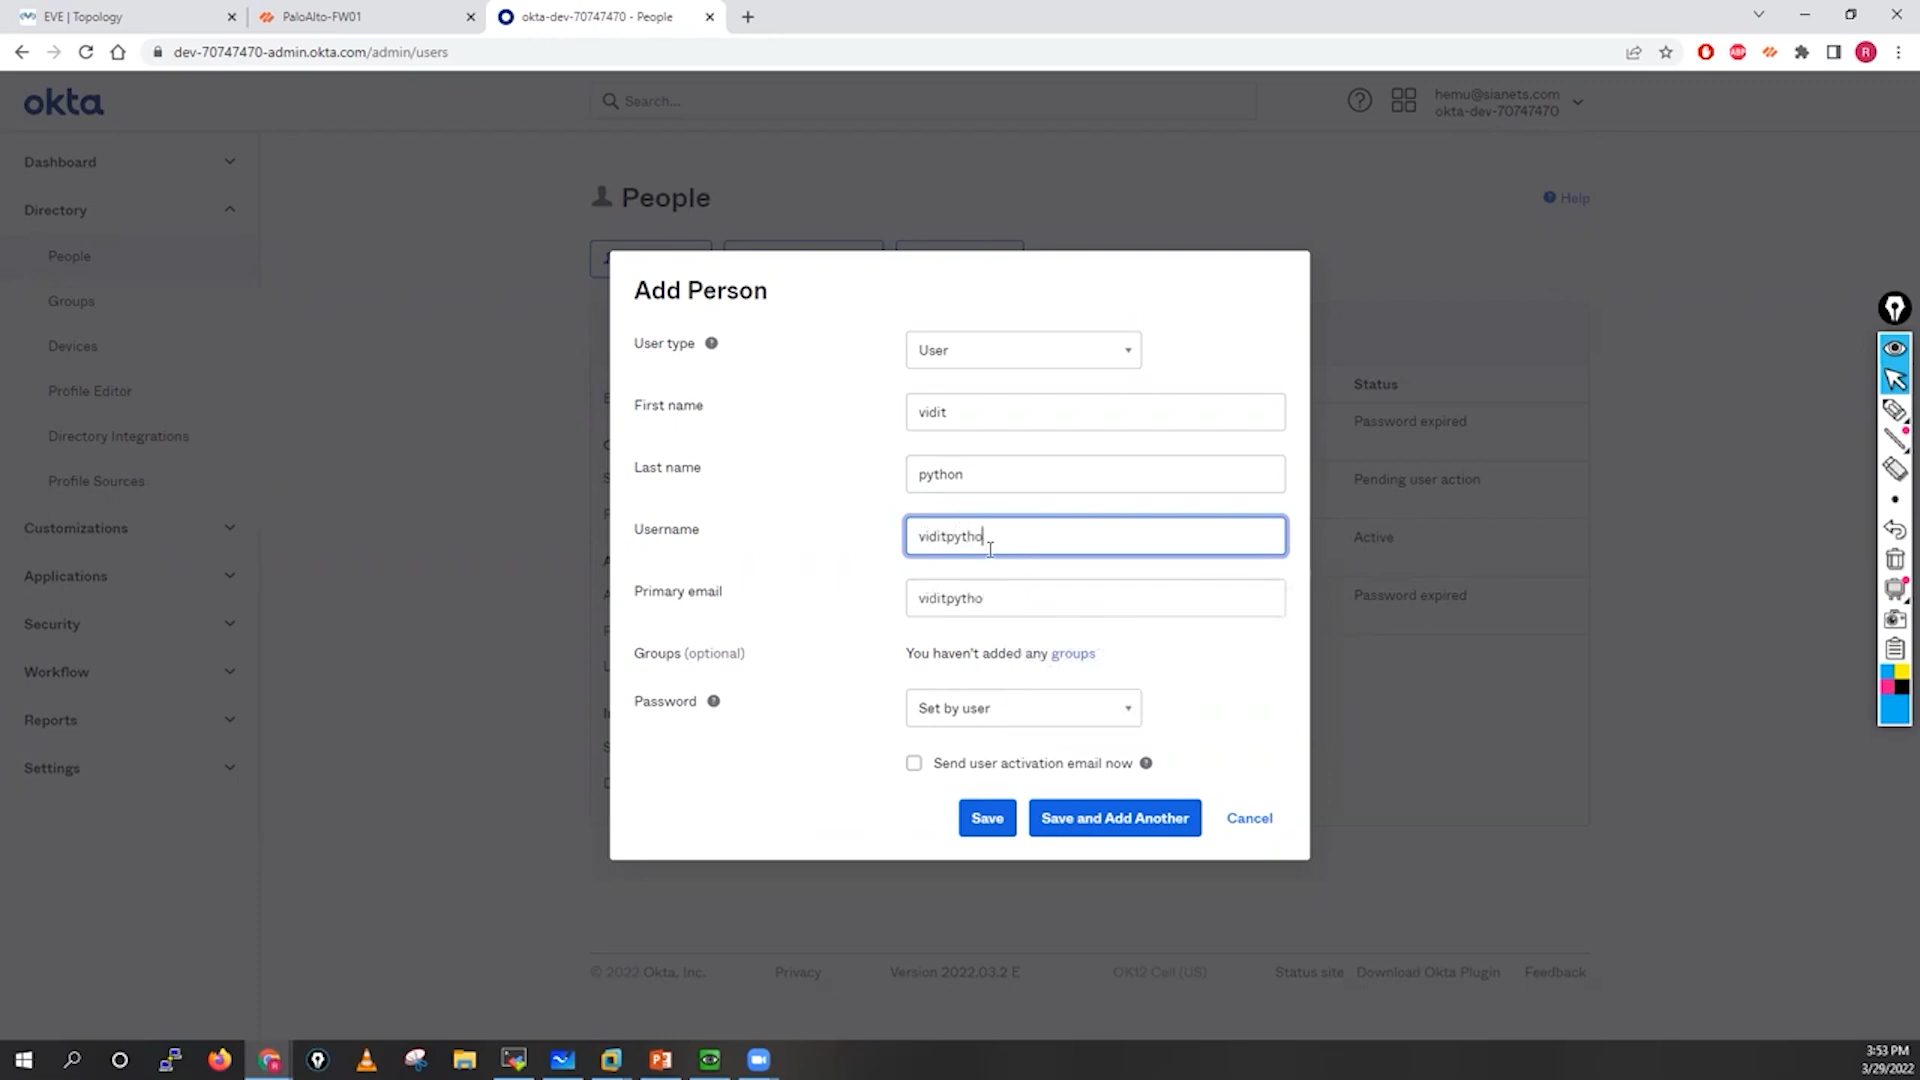 EVE | Topology
PaloAlto-FW01
okta-dev-70747470 - People
dev-70747470-admin.okta.com/admin/users
okta
Search...
hemu@sianets.com
okta-dev-70747470
Dashboard
Directory
People
Groups
Devices
Profile Editor
Directory Integrations
Profile Sources
Customizations
Applications
Security
Workflow
Reports
Settings
People
Help
Add Person
User type
User
First name
vidit
Last name
python
Username
viditpytho
Primary email
viditpytho
Groups (optional)
You haven't added any groups
Password
Set by user
Send user activation email now
Save
Save and Add Another
Cancel
Status
Password expired
Pending user action
Active
Password expired
© 2022 Okta, Inc.
Privacy
Version 2022.03.2 E
OK12 Cell (US)
Status site
Download Okta Plugin
Feedback
ABP
R
3:53 PM
3/29/2022